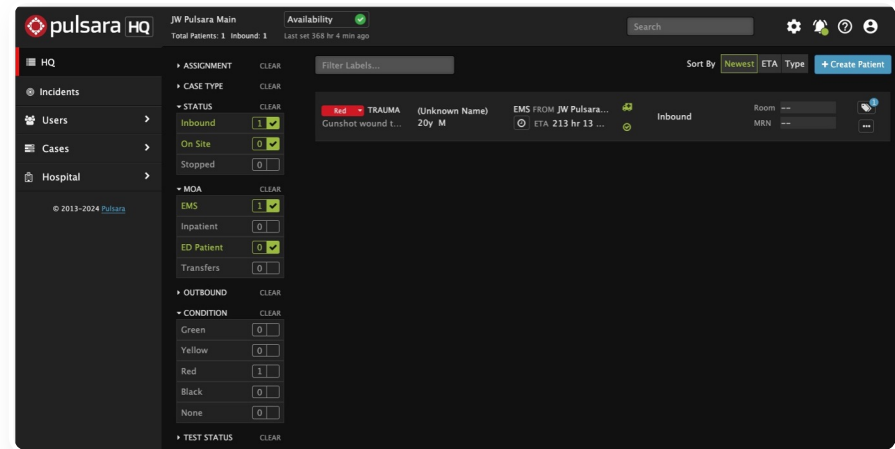 pulsara HQ
JW Pulsara Main
Total Patients: 1 Inbound: 1
Availability
Last set 368 hr 4 min ago
Search
HQ
Incidents
Users
Cases
Hospital
© 2013-2024 Pulsara
ASSIGNMENT CLEAR
CASE TYPE CLEAR
STATUS CLEAR
Inbound 1
On Site 0
Stopped 0
MOA CLEAR
EMS 1
Inpatient 0
ED Patient 0
Transfers 0
OUTBOUND CLEAR
CONDITION CLEAR
Green 0
Yellow 0
Red 1
Black 0
None 0
TEST STATUS CLEAR
Filter Labels...
Sort By Newest ETA Type + Create Patient
Red TRAUMA
Gunshot wound t...
(Unknown Name)
20y M
EMS FROM JW Pulsara...
ETA 213 hr 13 ...
Inbound
Room --
MRN --
1